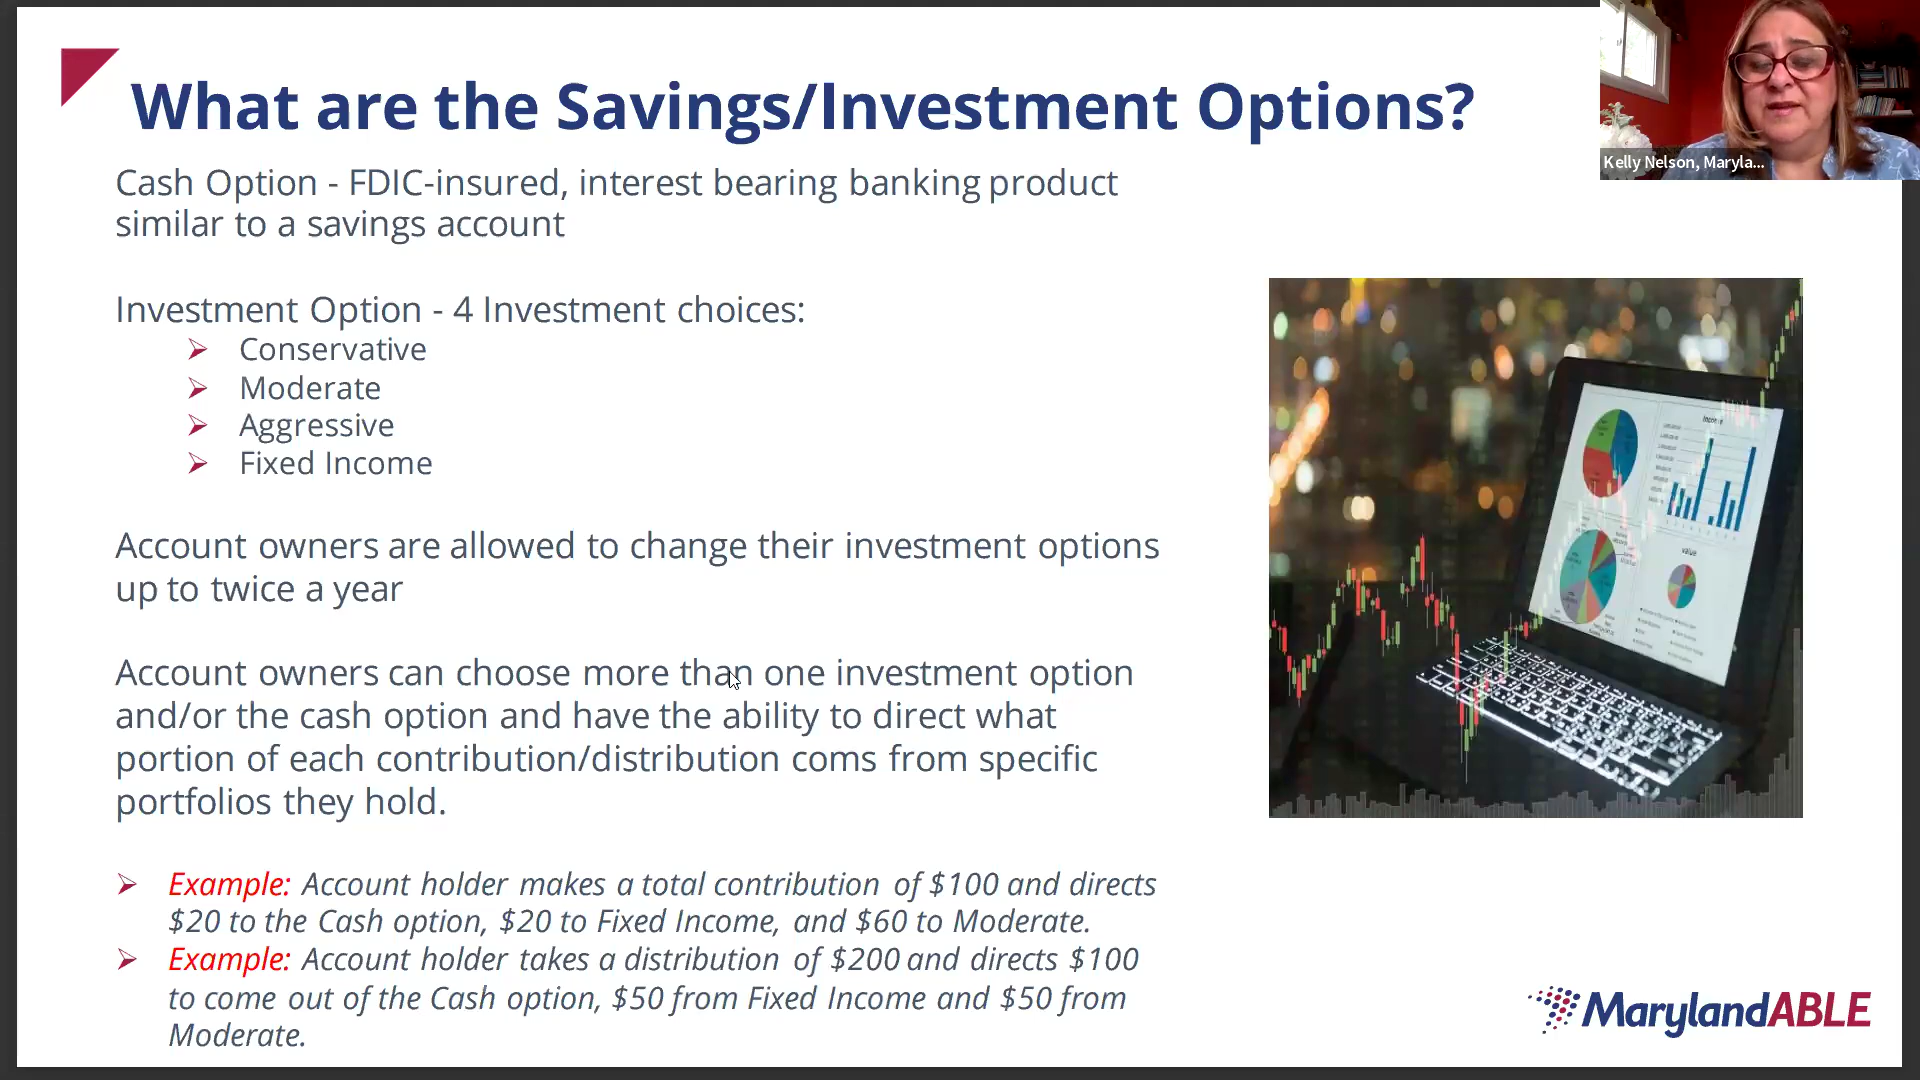 What are the Savings/Investment Options?
Kelly Nelson, Maryla...
Cash Option - FDIC-insured, interest bearing banking product
similar to a savings account
Investment Option - 4 Investment choices:
Conservative
Moderate
Aggressive
Fixed Income
Account owners are allowed to change their investment options
up to twice a year
Account owners can choose more than one investment option
and/or the cash option and have the ability to direct what
portion of each contribution/distribution coms from specific
portfolios they hold.
Example: Account holder makes a total contribution of $100 and directs
$20 to the Cash option, $20 to Fixed Income, and $60 to Moderate.
Example: Account holder takes a distribution of $200 and directs $100
to come out of the Cash option, $50 from Fixed Income and $50 from
Moderate.
value
MarylandABLE